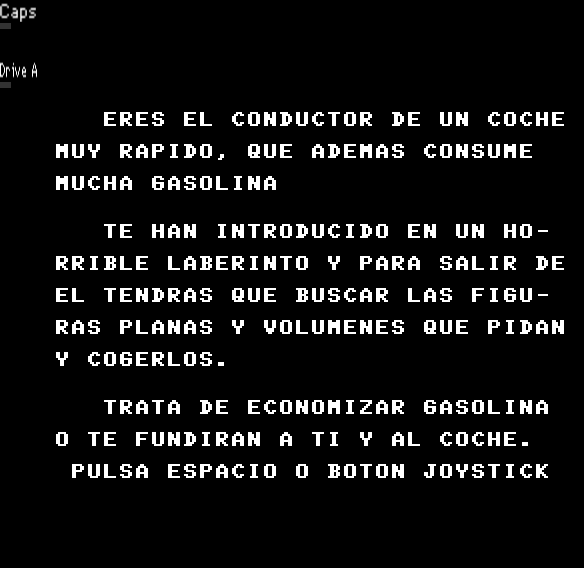 Caps
Drive A
ERES EL CONDUCTOR DE UN COCHE
MUY RAPIDO, QUE ADEMAS CONSUME
MUCHA GASOLINA
TE HAN INTRODUCIDO EN UN HO-
RRIBLE LABERINTO Y PARA SALIR DE
EL TENDRAS QUE BUSCAR LAS FIGU-
RAS PLANAS Y VOLUMENES QUE PIDAN
Y COGERLOS.
TRATA DE ECONOMIZAR GASOLINA
O TE FUNDIRAN A TI Y AL COCHE.
PULSA ESPACIO O BOTON JOYSTICK